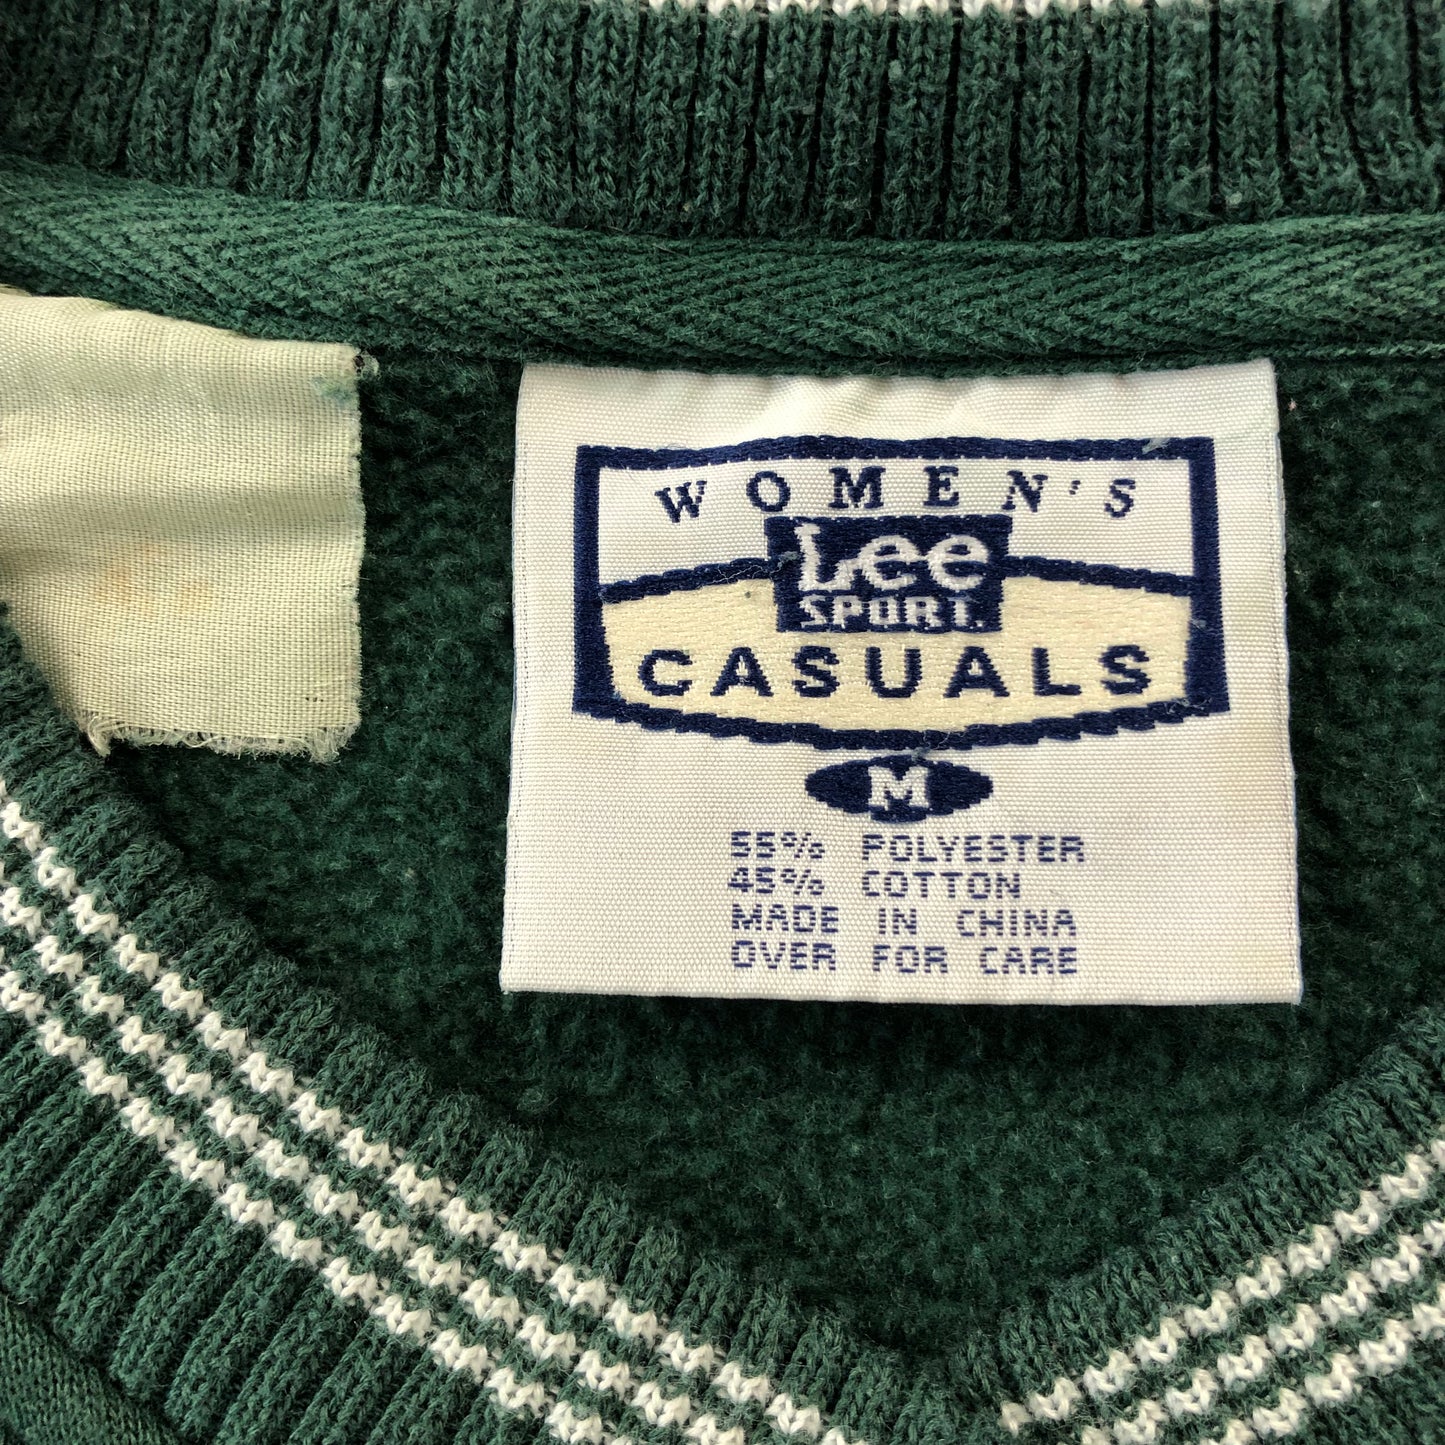 WOMEN'S
Lee
SPORT.
CASUALS
M
55% POLYESTER
45% COTTON
MADE IN CHINA
OVER FOR CARE